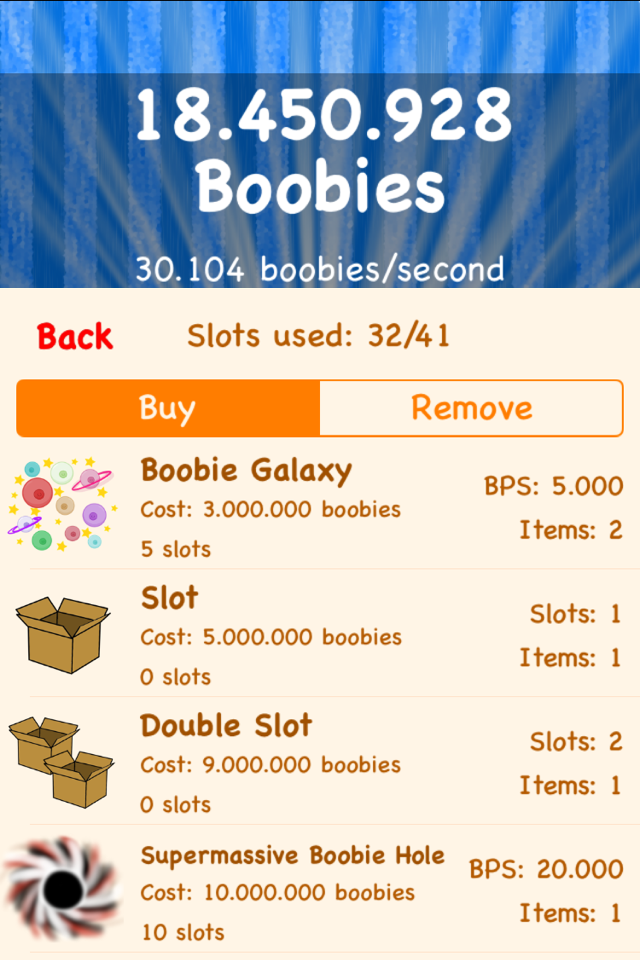 18.450.928
Boobies
30.104 boobies/second
Back
Slots used: 32/41
Buy
Remove
Boobie Galaxy
Cost: 3.000.000 boobies
5 slots
BPS: 5.000
Items: 2
Slot
Cost: 5.000.000 boobies
0 slots
Slots: 1
Items: 1
Double Slot
Cost: 9.000.000 boobies
0 slots
Slots: 2
Items: 1
Supermassive Boobie Hole
Cost: 10.000.000 boobies
10 slots
BPS: 20.000
Items: 1